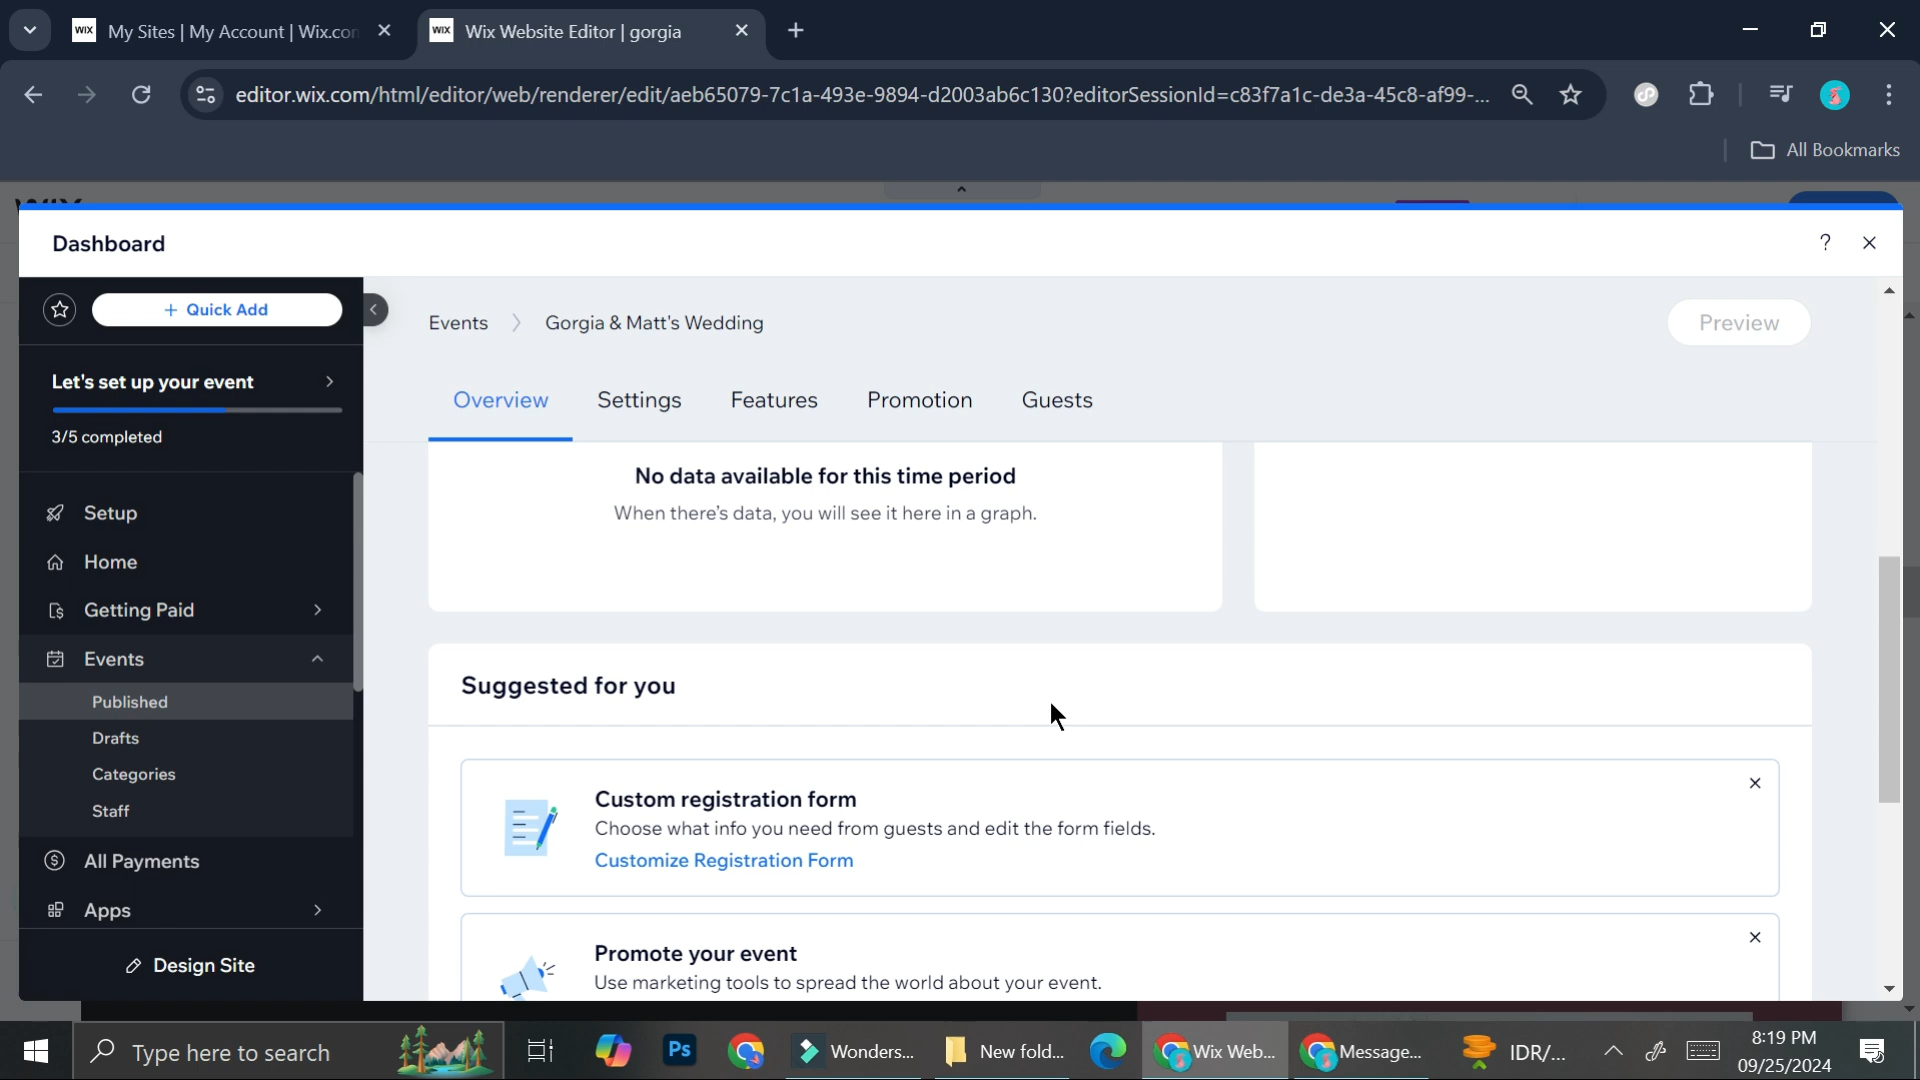 WIX My Sites | My Account | Wix.com
WIX Wix Website Editor | gorgia
editor.wix.com/html/editor/web/renderer/edit/aeb65079-7c1a-493e-9894-d2003ab6c130?editorSessionId=c83f7a1c-de3a-45c8-af99-...
All Bookmarks
Dashboard
?
+ Quick Add
Events > Gorgia & Matt's Wedding
Preview
Let's set up your event
3/5 completed
Overview Settings Features Promotion Guests
No data available for this time period
When there's data, you will see it here in a graph.
Setup
Home
Getting Paid
Events
Published
Drafts
Categories
Staff
All Payments
Apps
Design Site
Suggested for you
Custom registration form
Choose what info you need from guests and edit the form fields.
Customize Registration Form
Promote your event
Use marketing tools to spread the world about your event.
Type here to search
Ps
Wonders...
New fold...
Wix Web...
Message...
IDR/...
8:19 PM
09/25/2024